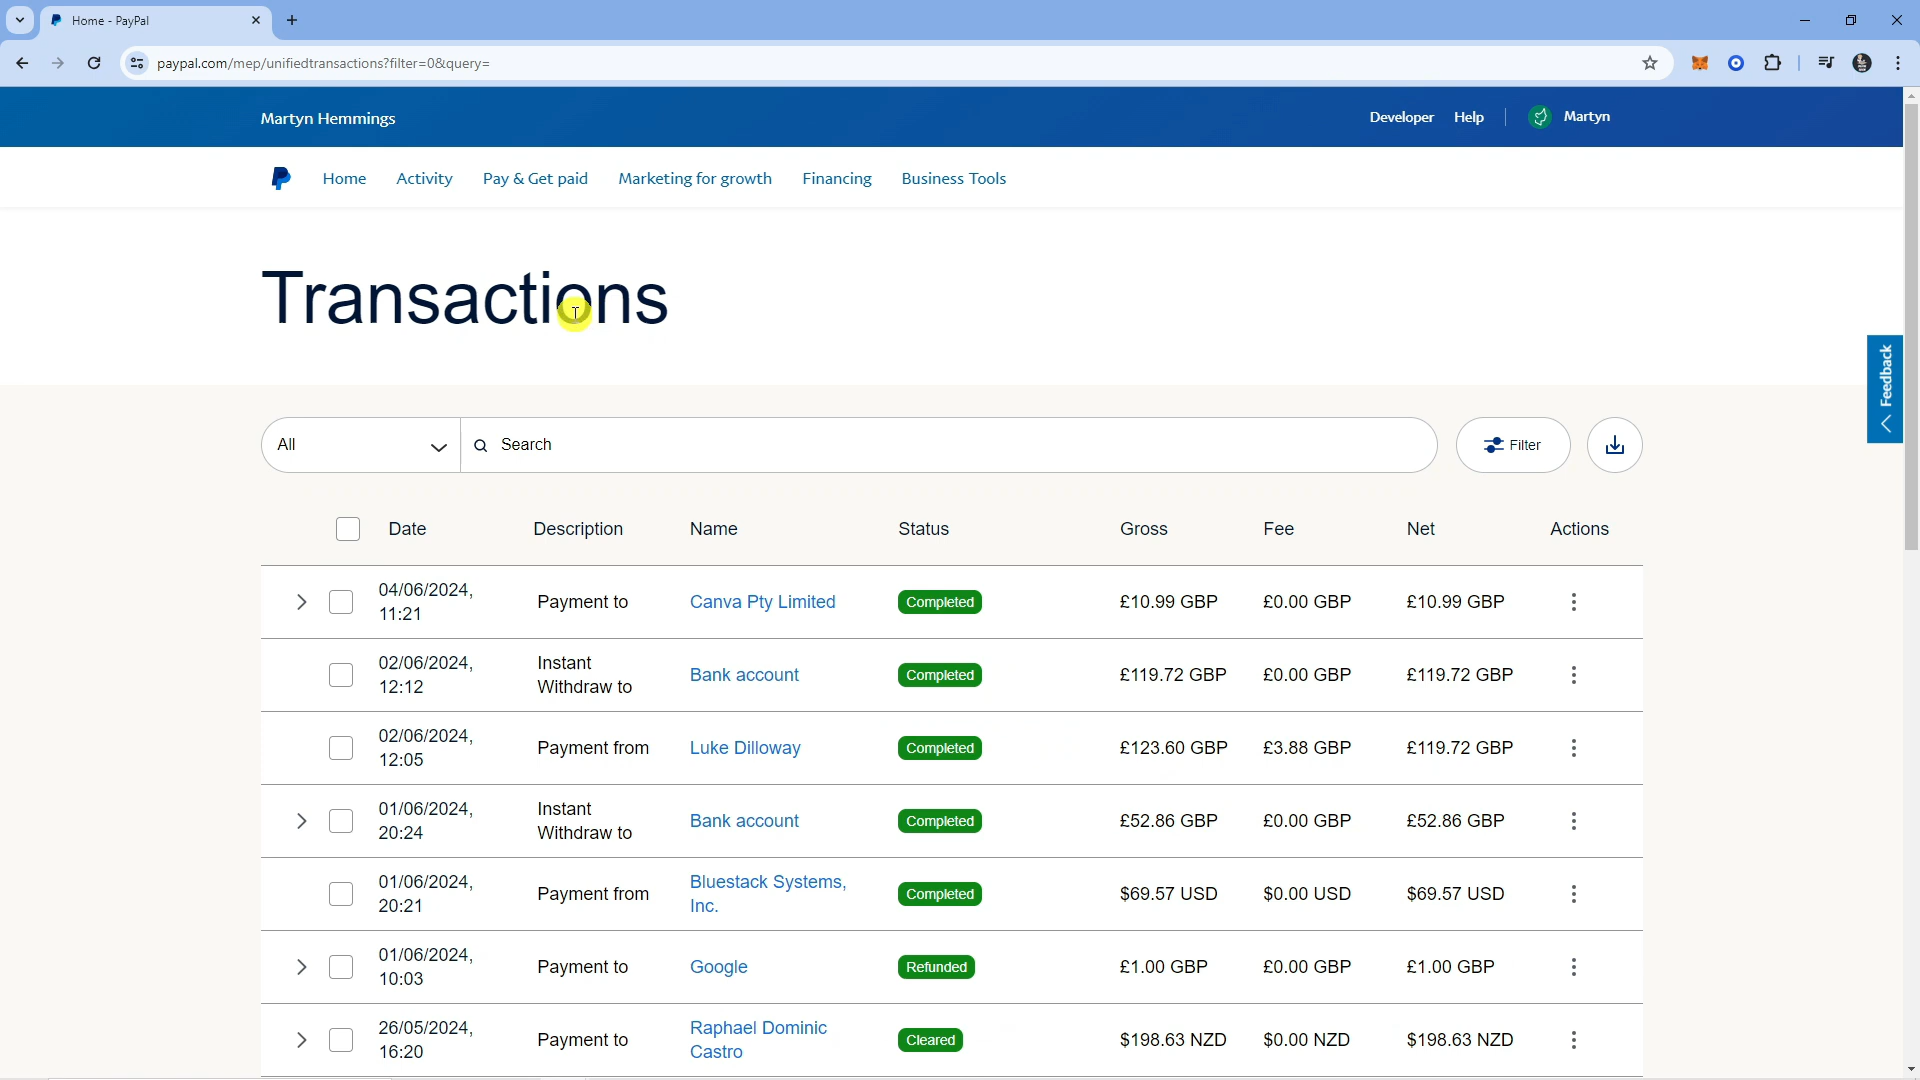 Home - PayPal
paypal.com/mep/unifiedtransactions?filter=0&query=
Martyn Hemmings
Developer Help Martyn
Home Activity Pay & Get paid Marketing for growth Financing Business Tools
Transactions
Feedback
All Search Filter
Date Description Name Status Gross Fee Net Actions
04/06/2024,
11:21
Payment to
Canva Pty Limited
Completed
£10.99 GBP £0.00 GBP £10.99 GBP
02/06/2024,
12:12
Instant
Withdraw to
Bank account
Completed
£119.72 GBP £0.00 GBP £119.72 GBP
02/06/2024,
12:05
Payment from
Luke Dilloway
Completed
£123.60 GBP £3.88 GBP £119.72 GBP
01/06/2024,
20:24
Instant
Withdraw to
Bank account
Completed
£52.86 GBP £0.00 GBP £52.86 GBP
01/06/2024,
20:21
Payment from
Bluestack Systems,
Inc.
Completed
$69.57 USD $0.00 USD $69.57 USD
01/06/2024,
10:03
Payment to
Google
Refunded
£1.00 GBP £0.00 GBP £1.00 GBP
26/05/2024,
16:20
Payment to
Raphael Dominic
Castro
Cleared
$198.63 NZD $0.00 NZD $198.63 NZD